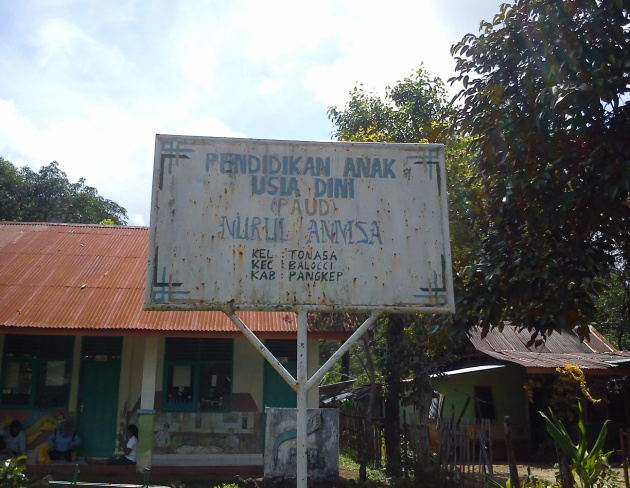 PENDIDIKAN ANAK
USIA DINI
(PAUD)
NURUL ANNISA
KEL : TONASA
KEC : BALOCCI
KAB : PANGKEP